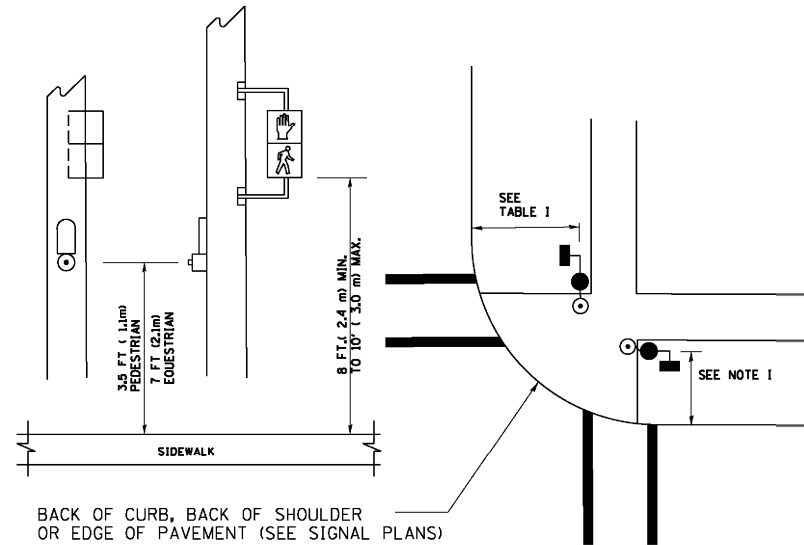 SEE
TABLE I
3.5 FT ( 1.1m)
PEDESTRIAN
7 FT (2.1m)
EQUESTRIAN
8 FT.( 2.4 m) MIN.
TO 10' ( 3.0 m) MAX.
SEE NOTE I
SIDEWALK
BACK OF CURB, BACK OF SHOULDER
OR EDGE OF PAVEMENT (SEE SIGNAL PLANS)